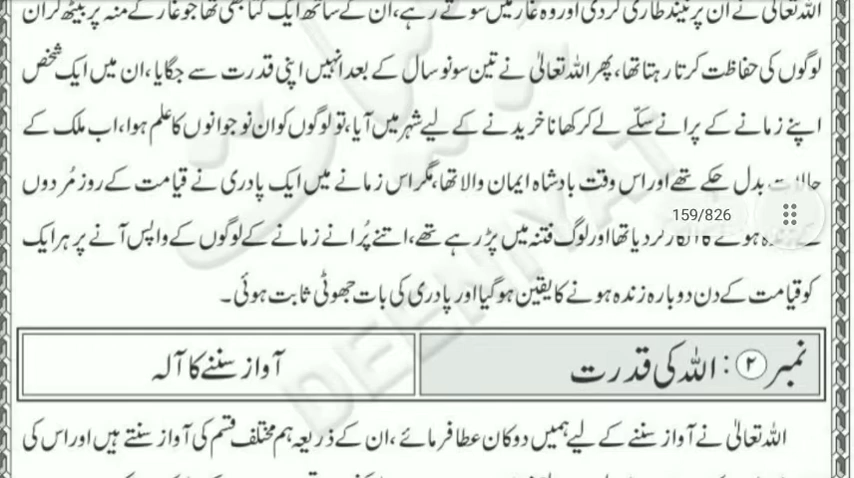 اللہ تعالیٰ نے ان پر نیند طاری کردی اور وہ غار میں سوتے رہے، ان کے ساتھ ایک کتا بھی تھا جو غار کے منہ پر بیٹھ کر ان
لوگوں کی حفاظت کرتا رہتا تھا، پھر اللہ تعالیٰ نے تین سو نو سال کے بعد انہیں اپنی قدرت سے جگایا، ان میں ایک شخص
اپنے زمانے کے پرانے سکّے لے کر کھانا خریدنے کے لیے شہر میں آیا، تو لوگوں کو ان نوجوانوں کا علم ہوا، اب ملک کے
حالات بدل چکے تھے اور اس وقت بادشاہ ایمان والا تھا، مگر اس زمانے میں ایک پادری نے قیامت کے روز مُردوں
159/826
کے زندہ ہونے کا انکار کردیا تھا اور لوگ فتنہ میں پڑ رہے تھے، اتنے پُرانے زمانے کے لوگوں کے واپس آنے پر ہر ایک
کو قیامت کے دن دوبارہ زندہ ہونے کا یقین ہوگیا اور پادری کی بات جھوٹی ثابت ہوئی۔
نمبر ۲: اللہ کی قدرت
آواز سننے کا آلہ
اللہ تعالیٰ نے آواز سننے کے لیے ہمیں دو کان عطا فرمائے، ان کے ذریعہ ہم مختلف قسم کی آواز سنتے ہیں اور اس کی
DEENIYAT